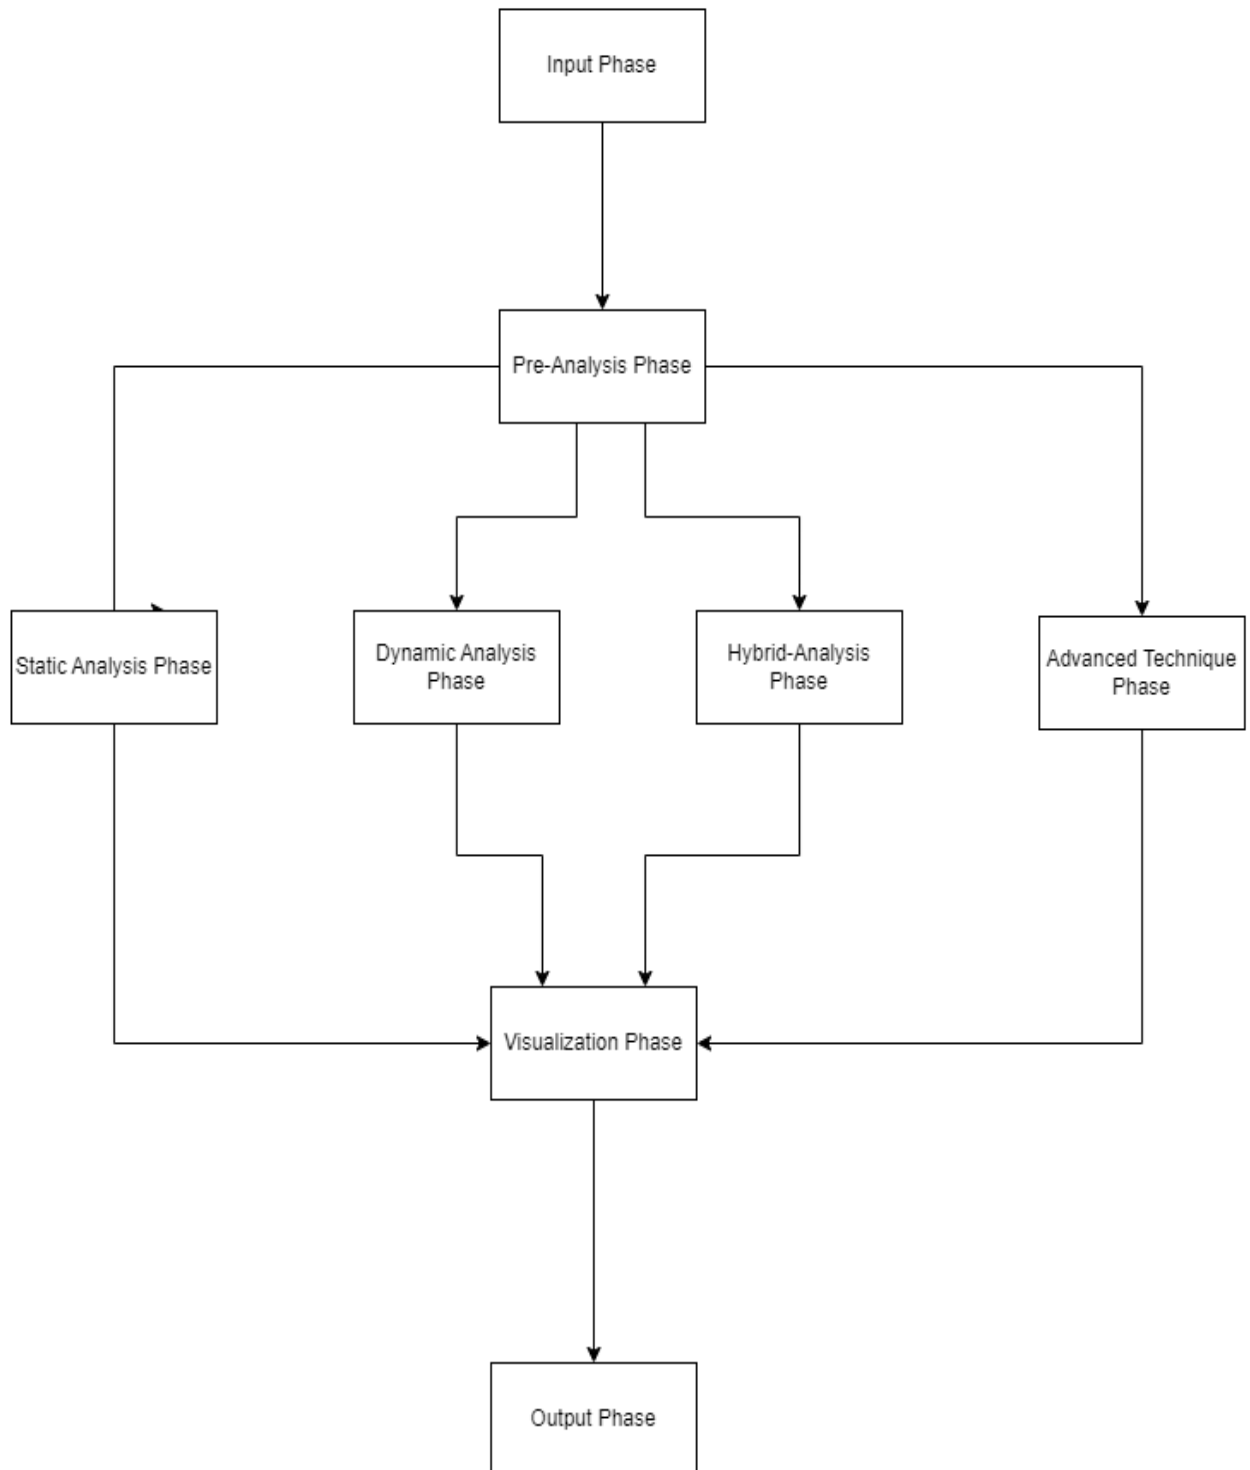 Input Phase
Pre-Analysis Phase
Static Analysis Phase
Dynamic Analysis
Phase
Hybrid-Analysis
Phase
Advanced Technique
Phase
Visualization Phase
Output Phase